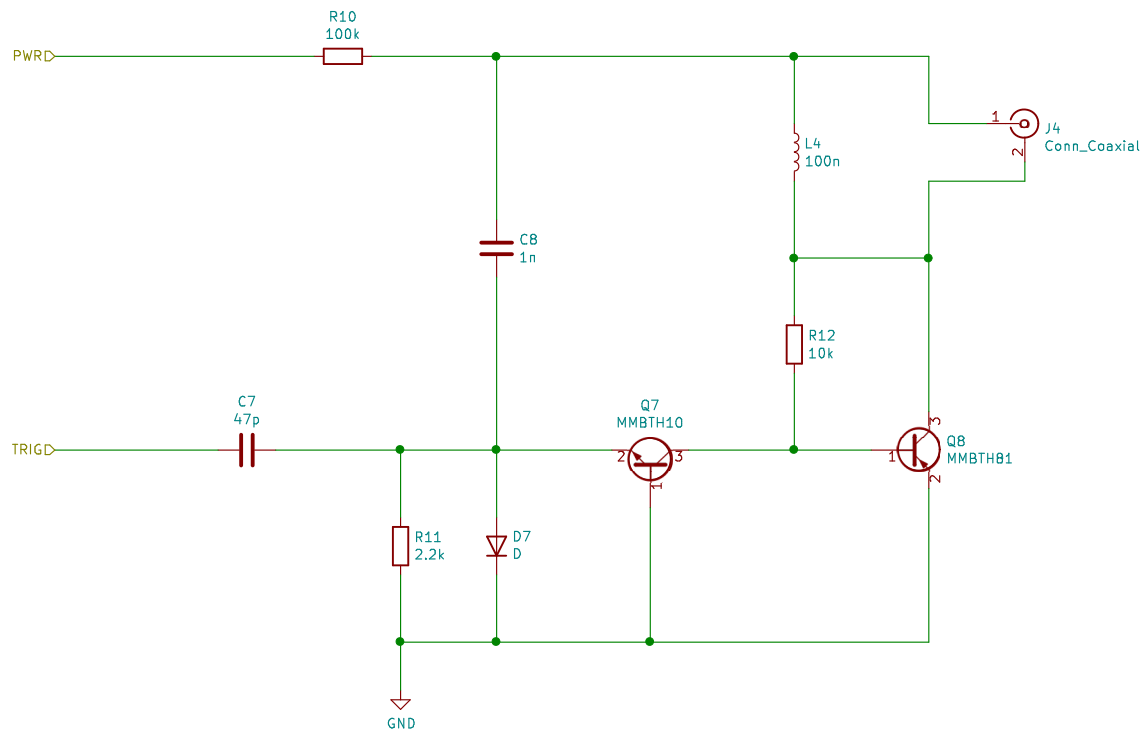 R10
100k
PWR
1
J4
Conn_Coaxial
2
L4
100n
C8
1n
R12
10k
C7
47p
Q7
MMBTH10
TRIG
2
3
1
3
Q8
MMBTH81
1
2
R11
2.2k
D7
D
GND